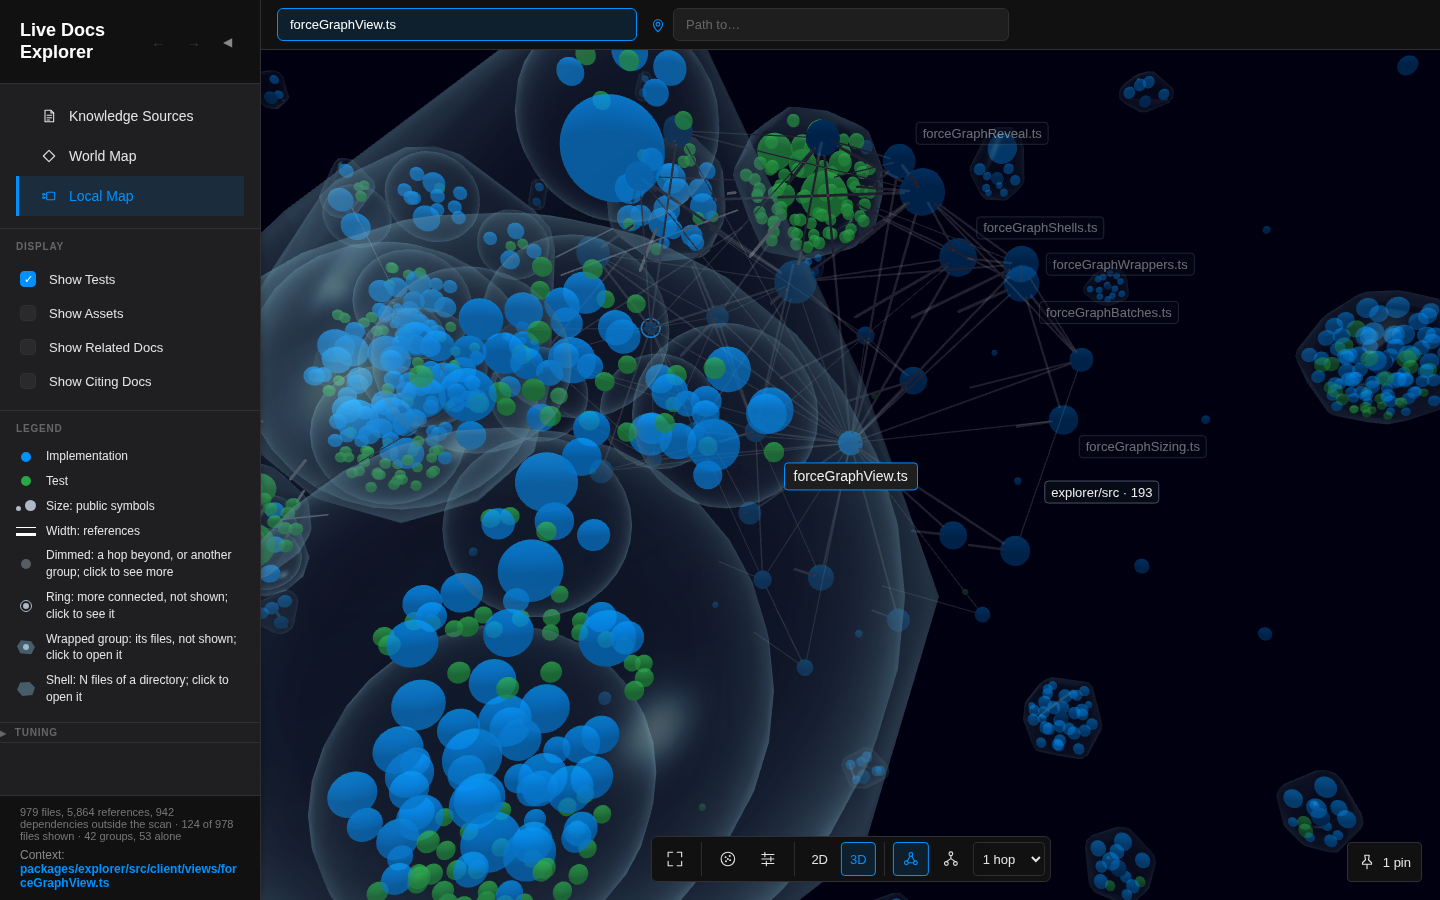 Live Docs
Explorer
Knowledge Sources
World Map
Local Map
DISPLAY
Show Tests
Show Assets
Show Related Docs
Show Citing Docs
LEGEND
Implementation
Test
Size: public symbols
Width: references
Dimmed: a hop beyond, or another
group; click to see more
Ring: more connected, not shown;
click to see it
Wrapped group: its files, not shown;
click to open it
Shell: N files of a directory; click to
open it
TUNING
979 files, 5,864 references, 942
dependencies outside the scan · 124 of 978
files shown · 42 groups, 53 alone
Context:
packages/explorer/src/client/views/for
ceGraphView.ts
forceGraphView.ts
Path to…
forceGraphReveal.ts
forceGraphShells.ts
forceGraphWrappers.ts
forceGraphBatches.ts
forceGraphSizing.ts
forceGraphView.ts
explorer/src · 193
2D
3D
1 hop
1 pin